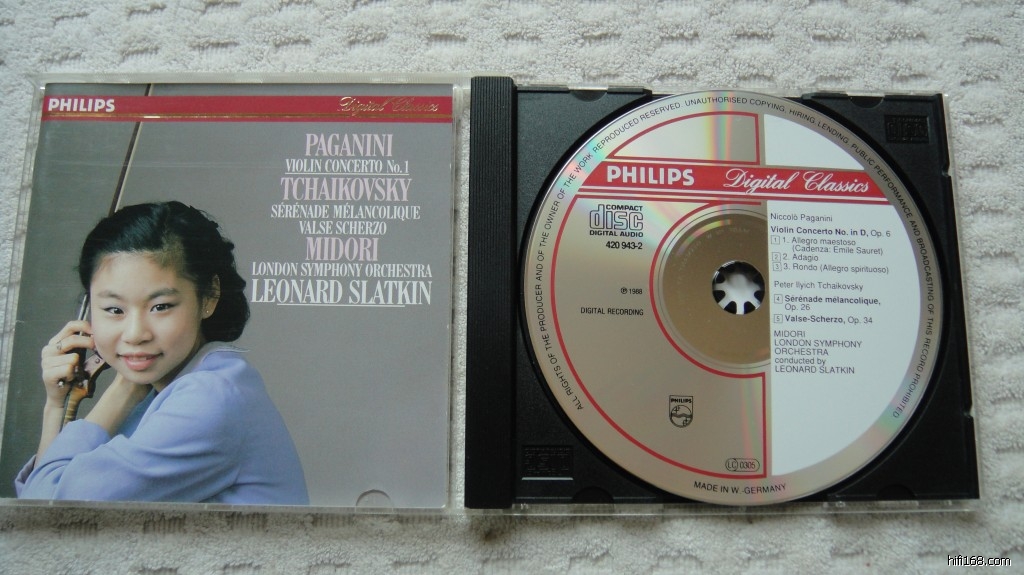 PHILIPS
Digital Classics
PAGANINI
VIOLIN CONCERTO No.1
TCHAIKOVSKY
SÉRÉNADE MÉLANCOLIQUE
VALSE SCHERZO
MIDORI
LONDON SYMPHONY ORCHESTRA
LEONARD SLATKIN
ALL RIGHTS OF THE PRODUCER AND OF THE OWNER OF THE WORK REPRODUCED RESERVED. UNAUTHORISED COPYING, HIRING, LENDING, PUBLIC PERFORMANCE AND BROADCASTING OF THIS RECORD PROHIBITED.
PHILIPS
Digital Classics
COMPACT
disc
DIGITAL AUDIO
420 943-2
℗ 1988
DIGITAL RECORDING
Niccolò Paganini
Violin Concerto No. in D, Op. 6
1 1. Allegro maestoso
(Cadenza: Emile Sauret)
2 2. Adagio
3 3. Rondo (Allegro spirituoso)
Peter Ilyich Tchaikovsky
4 Sérénade mélancolique,
Op. 26
5 Valse-Scherzo, Op. 34
MIDORI
LONDON SYMPHONY
ORCHESTRA
conducted by
LEONARD SLATKIN
PHILIPS
LC 0305
MADE IN W.-GERMANY
hifi168.com